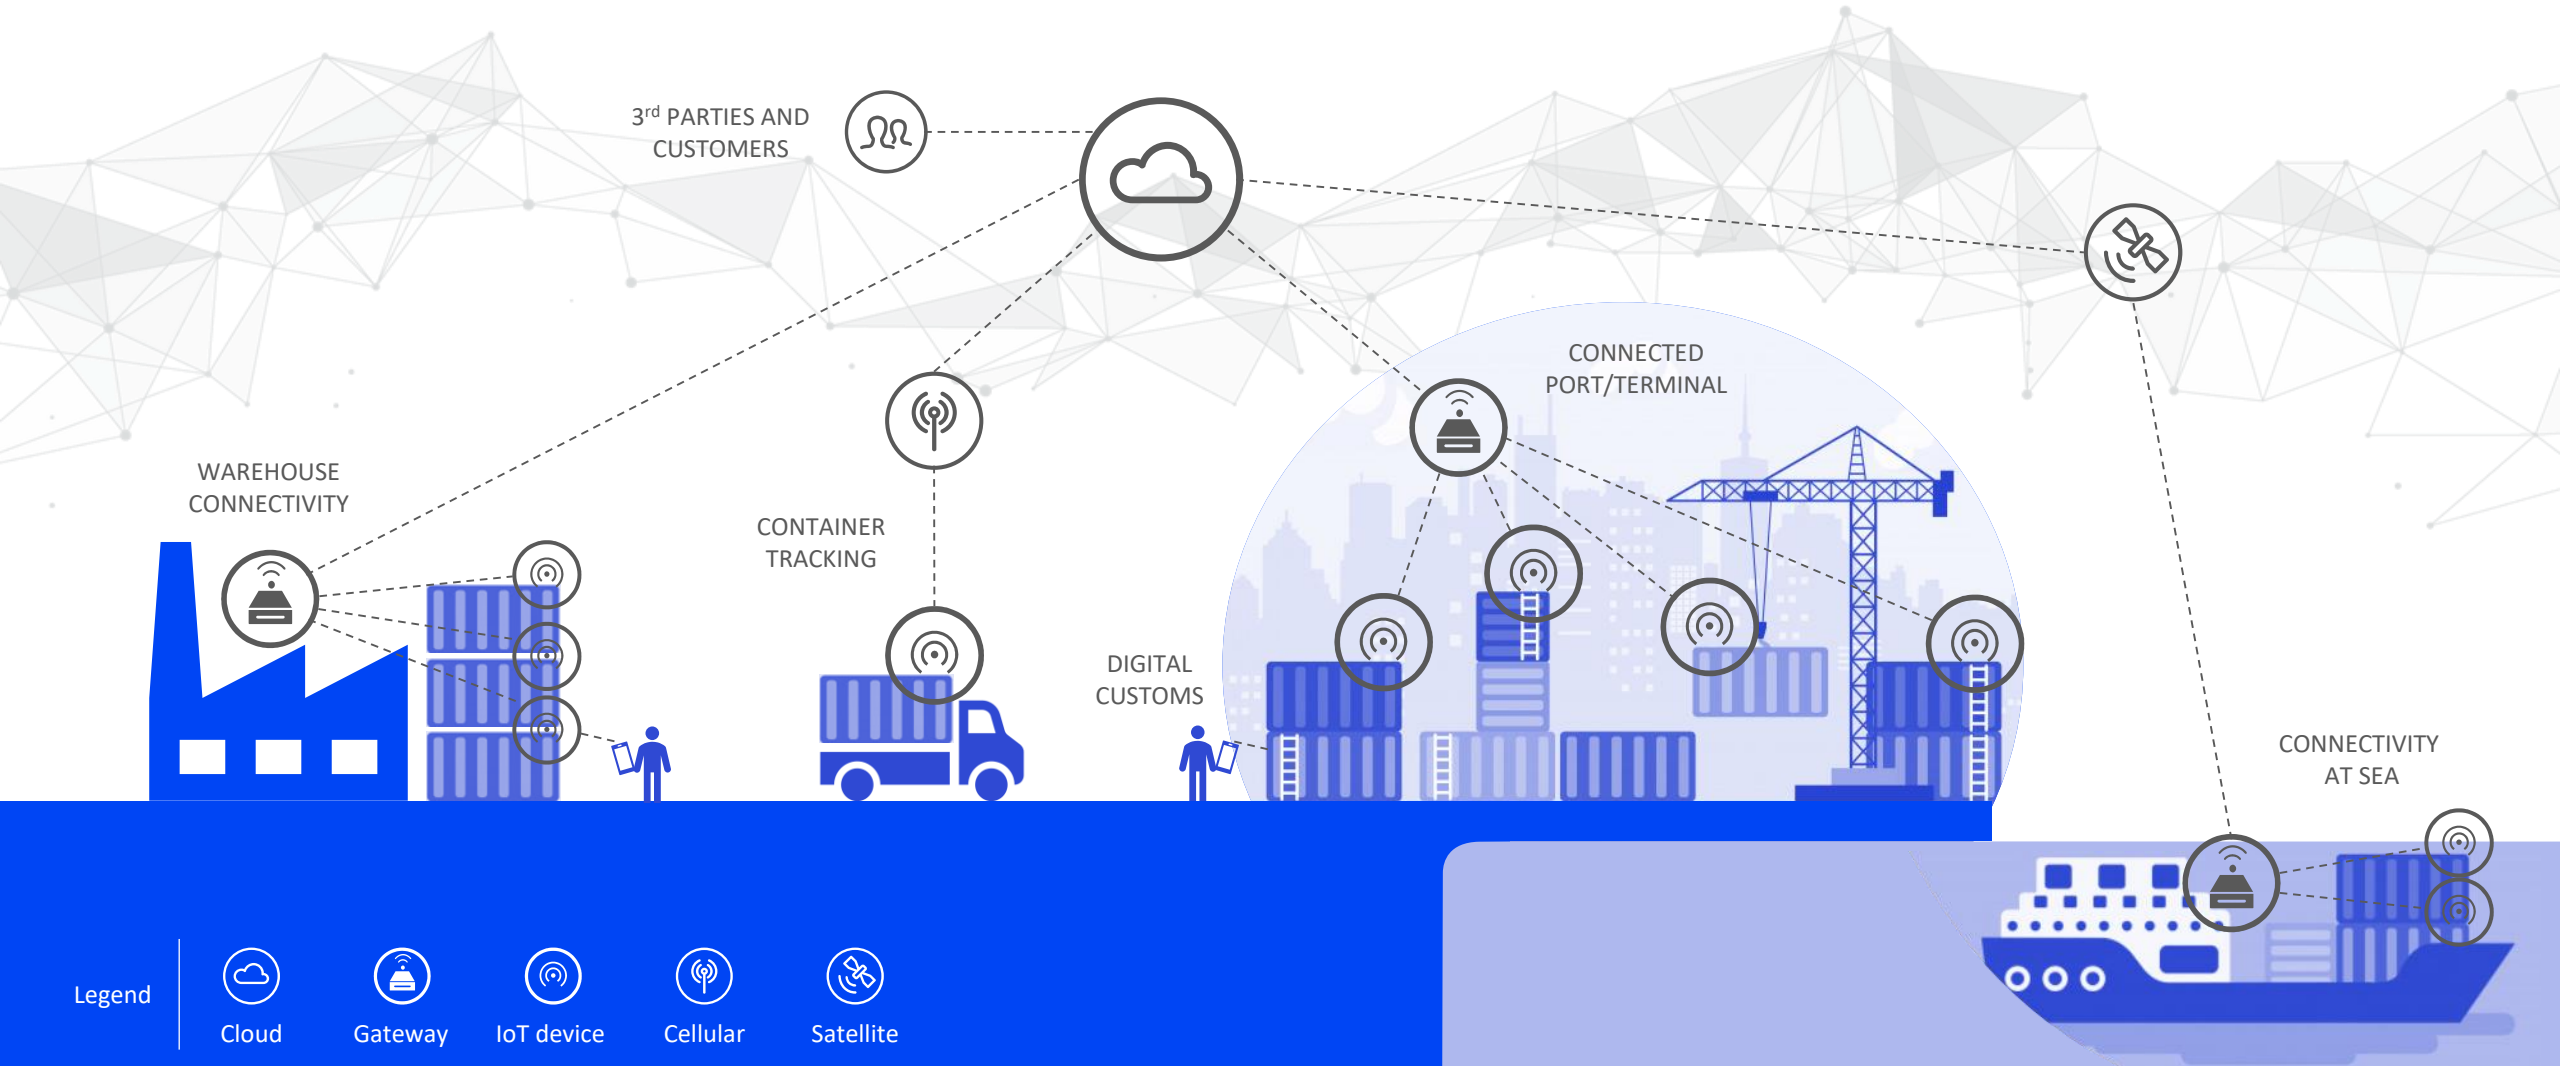 3rd PARTIES AND
CUSTOMERS
CONNECTED
PORT/TERMINAL
WAREHOUSE
CONNECTIVITY
CONTAINER
TRACKING
DIGITAL
CUSTOMS
CONNECTIVITY
AT SEA
Legend
Cloud
Gateway
IoT device
Cellular
Satellite